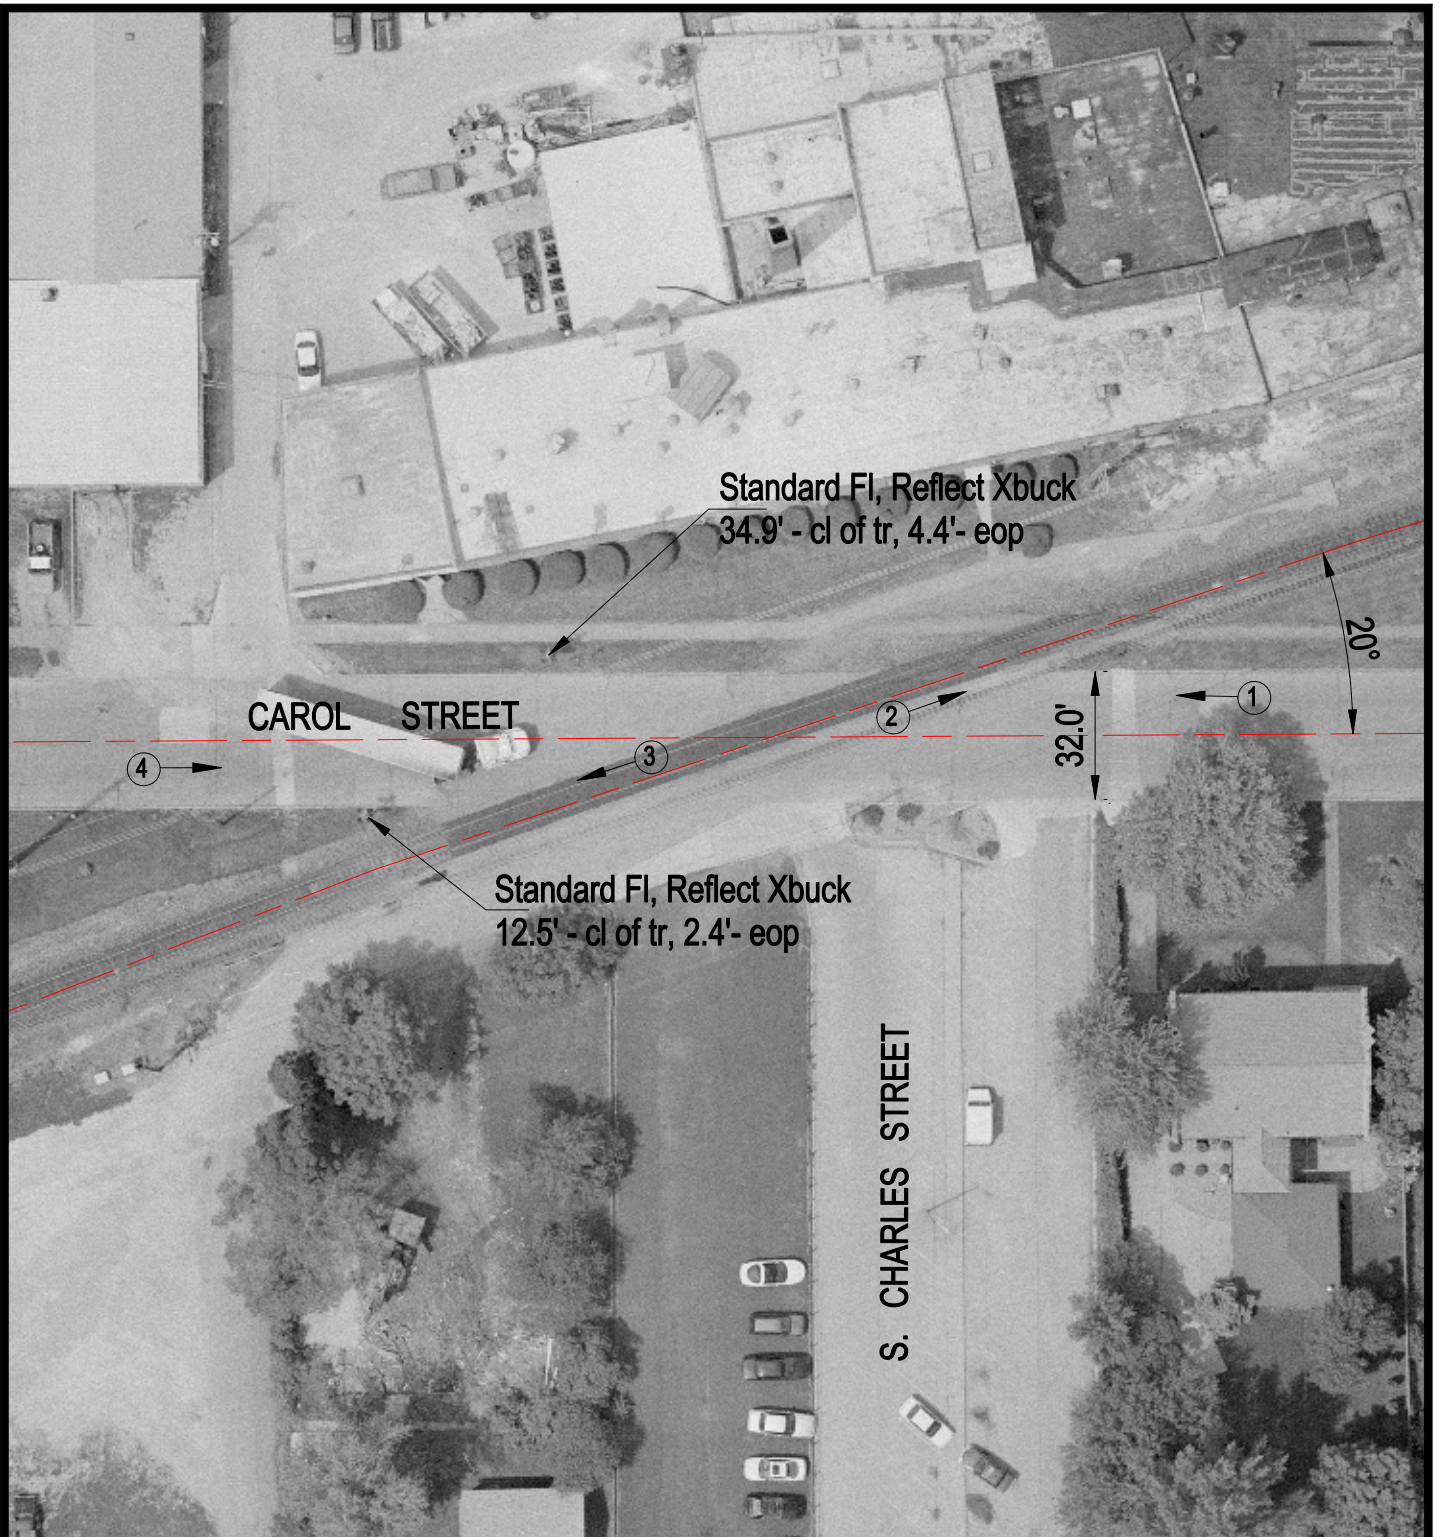 Standard Fl, Reflect Xbuck
34.9' - cl of tr, 4.4'- eop
20°
CAROL STREET
1
2
32.0'
3
4
Standard Fl, Reflect Xbuck
12.5' - cl of tr, 2.4'- eop
S. CHARLES STREET